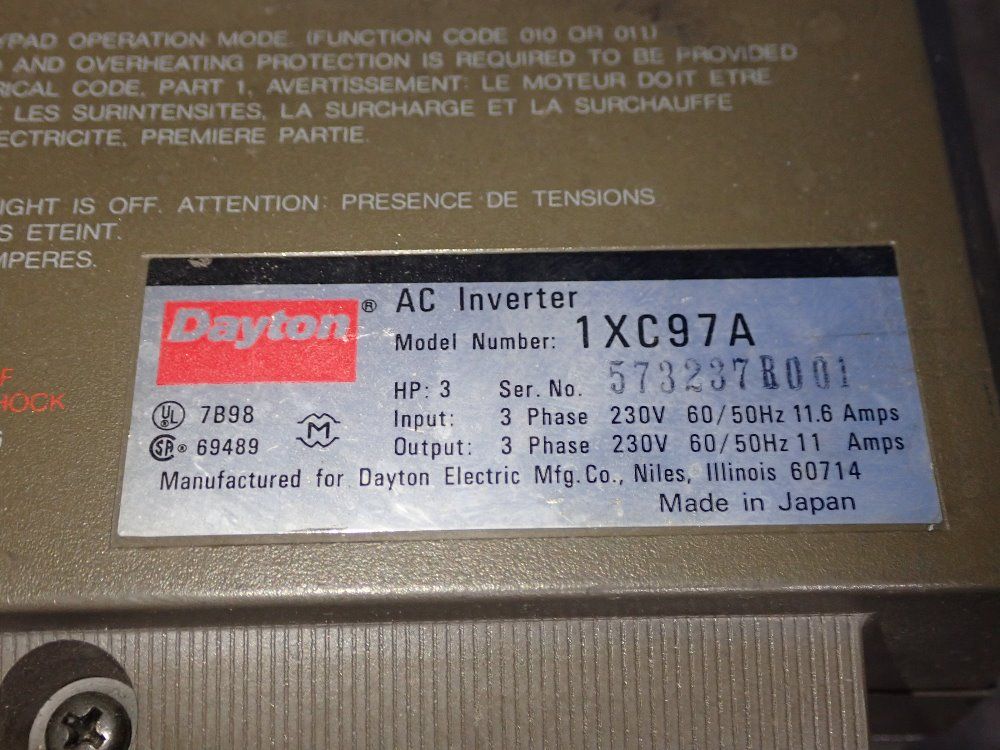 YPAD OPERATION MODE. (FUNCTION CODE 010 OR 011)
AND OVERHEATING PROTECTION IS REQUIRED TO BE PROVIDED
RICAL CODE, PART 1, AVERTISSEMENT: LE MOTEUR DOIT ETRE
LES SURINTENSITES, LA SURCHARGE ET LA SURCHAUFFE
ECTRICITE, PREMIERE PARTIE.
IGHT IS OFF. ATTENTION: PRESENCE DE TENSIONS
S ETEINT.
MPERES.
Dayton ® AC Inverter
Model Number: 1XC97A
HP: 3 Ser. No. 573237R001
F
HOCK
UL 7B98
Input: 3 Phase 230V 60/50Hz 11.6 Amps
SA ® 69489
M
Output: 3 Phase 230V 60/50Hz 11 Amps
Manufactured for Dayton Electric Mfg. Co., Niles, Illinois 60714
Made in Japan